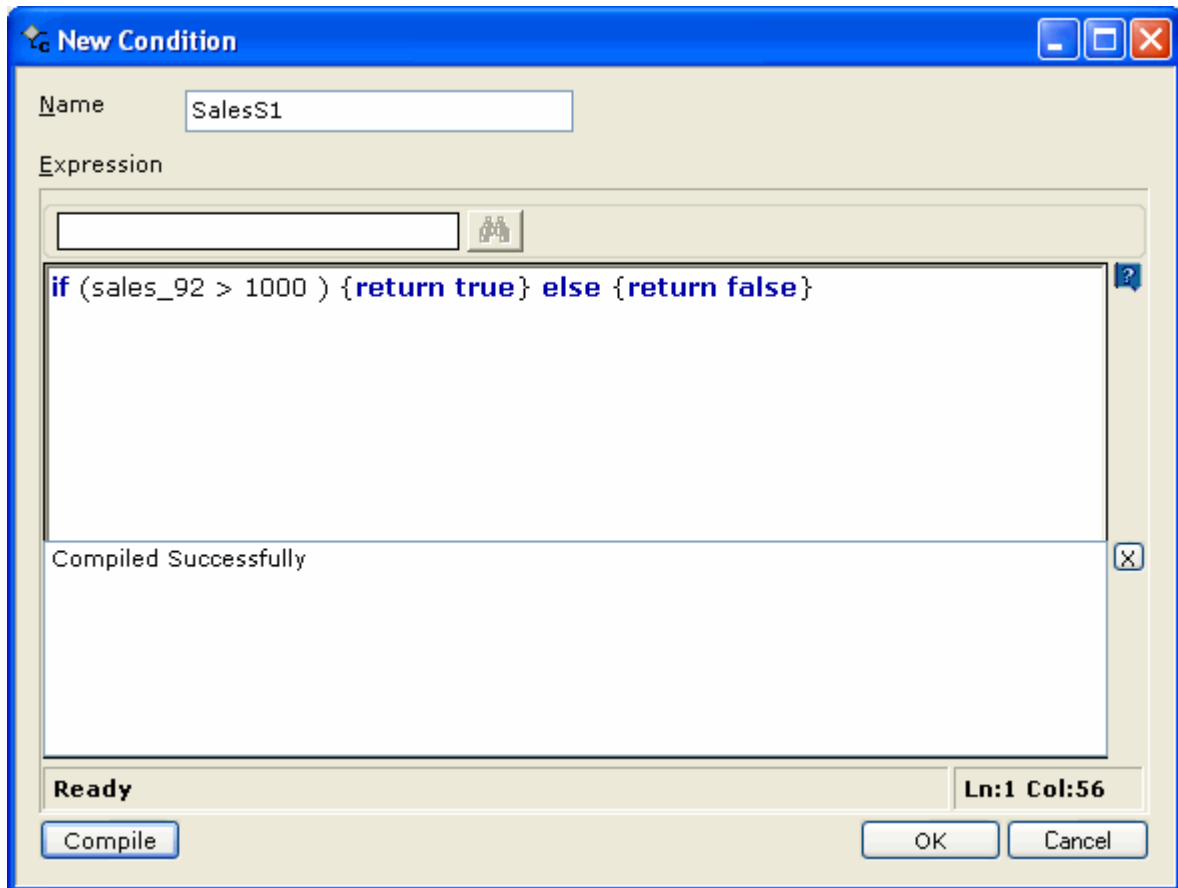 New Condition
Name
SalesS1
Expression
if (sales_92 > 1000 ) {return true} else {return false}
?
Compiled Successfully
X
Ready
Ln:1 Col:56
Compile
OK
Cancel